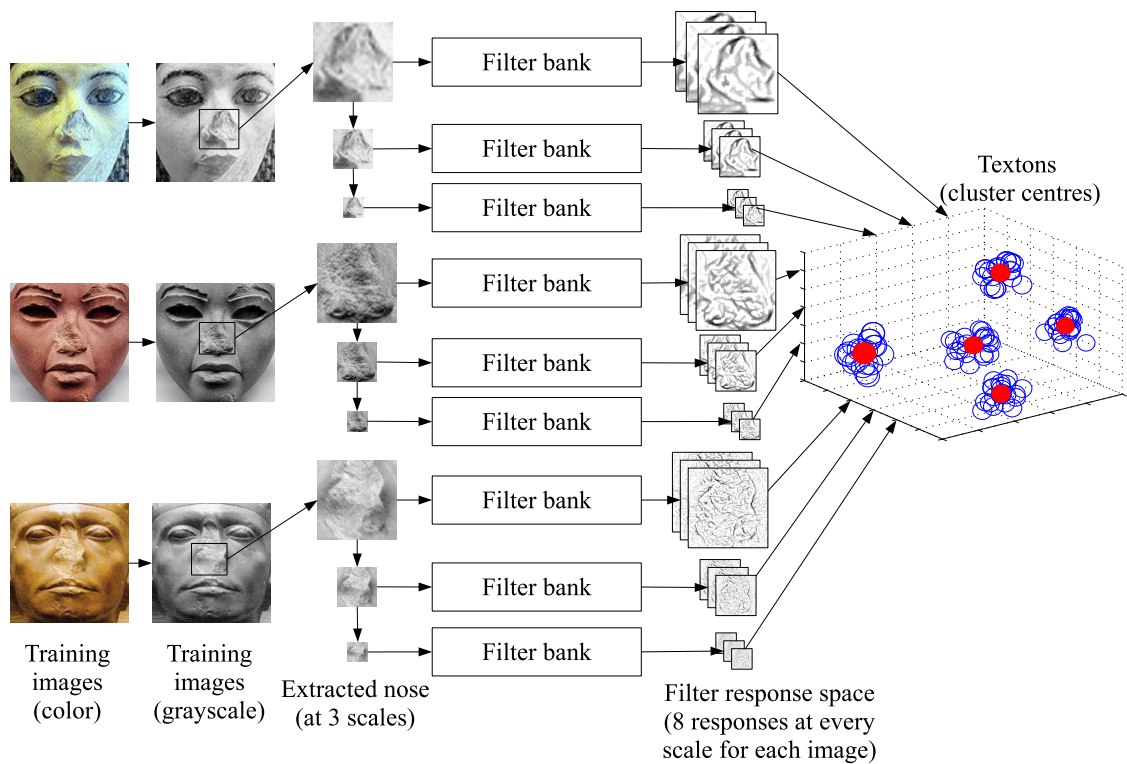 Filter bank
Filter bank
Filter bank
Textons
(cluster centres)
Filter bank
Filter bank
Filter bank
Filter bank
Filter bank
Filter bank
Training
images
(color)
Training
images
(grayscale)
Extracted nose
(at 3 scales)
Filter response space
(8 responses at every
scale for each image)